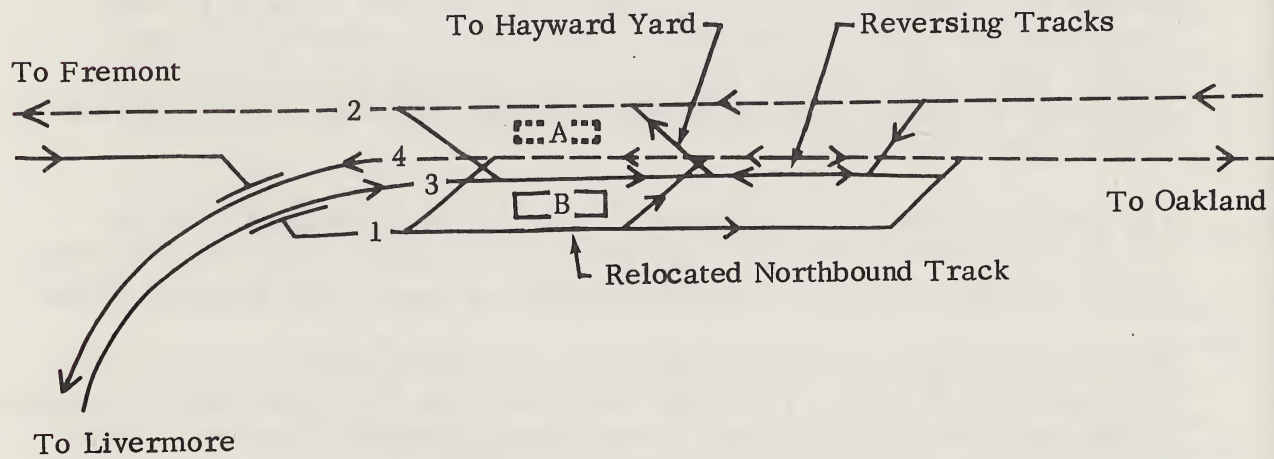 To Hayward Yard
Reversing Tracks
To Fremont
2
A
4
3
B
To Oakland
1
Relocated Northbound Track
To Livermore